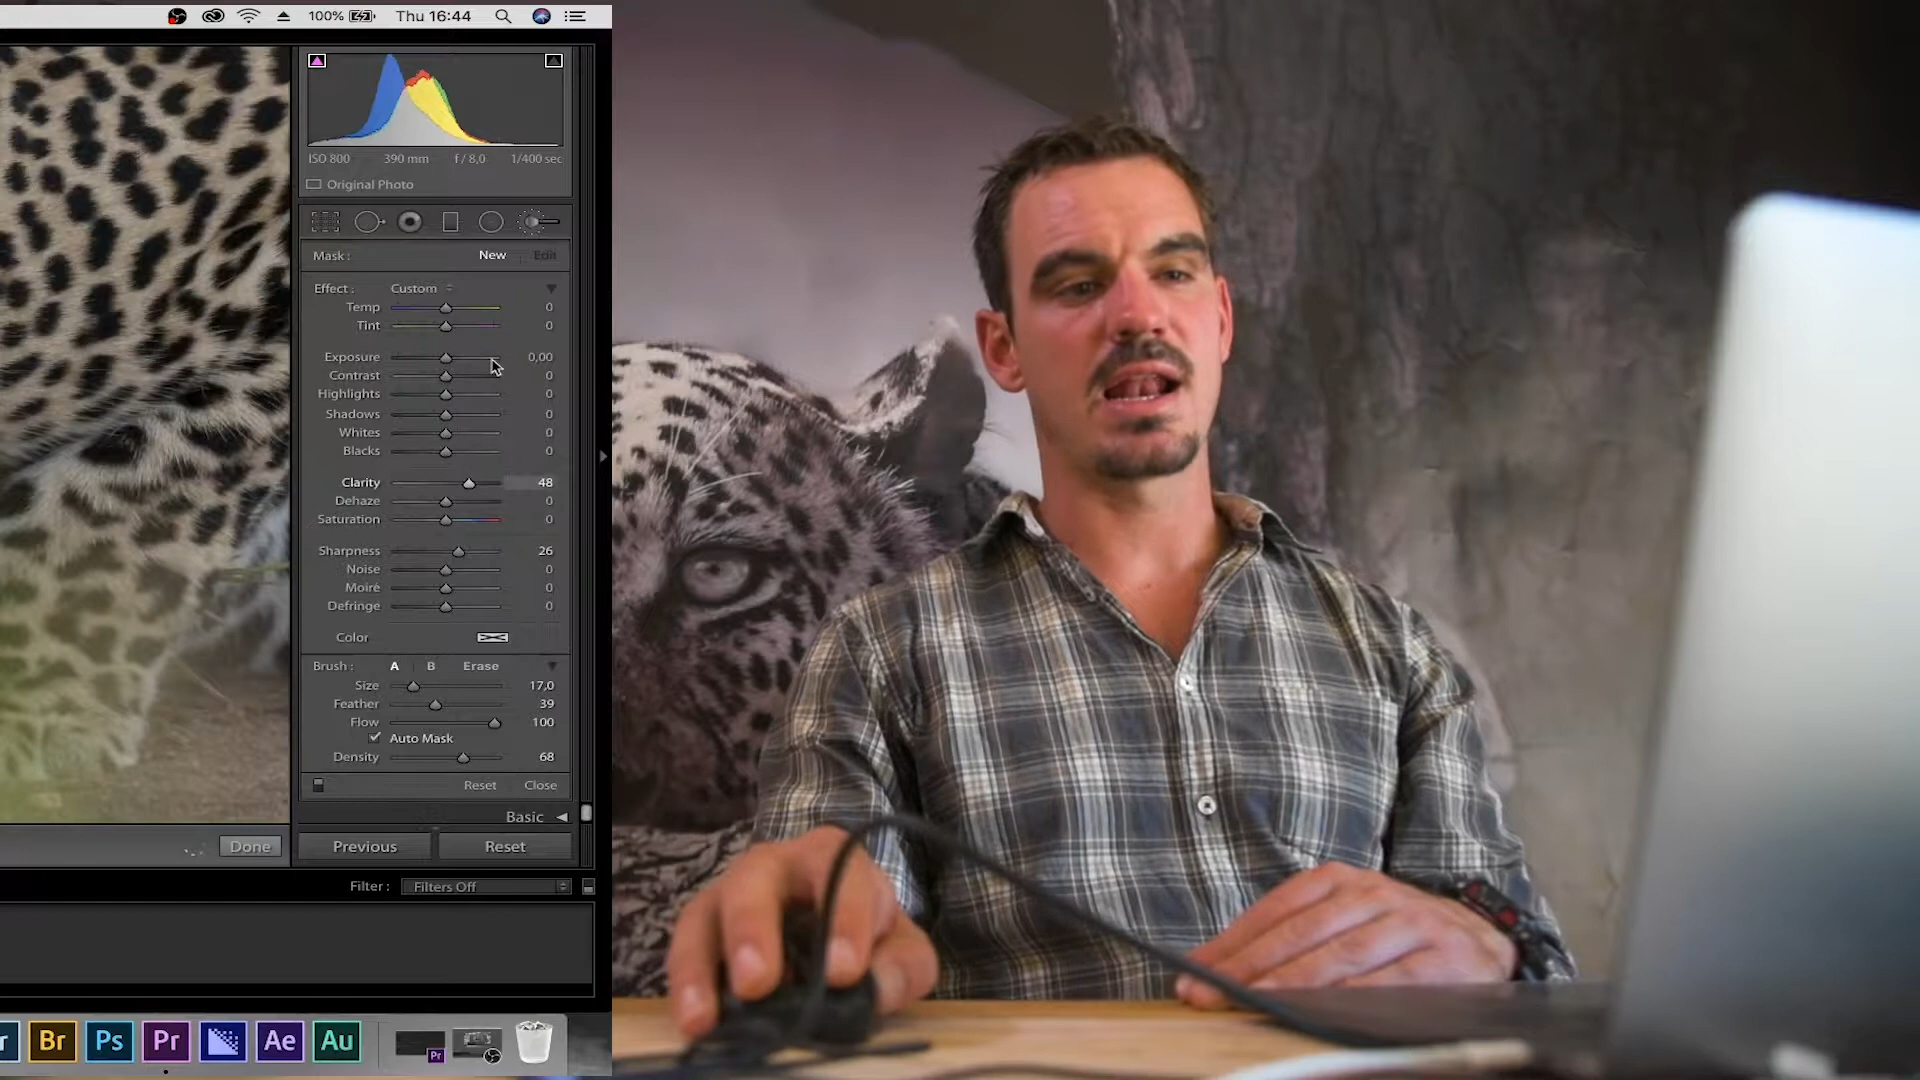 100% Thu 16:44
ISO 800 390 mm f / 8,0 1/400 sec
Original Photo
Mask : New Edit
Effect : Custom
Temp 0
Tint 0
Exposure 0,00
Contrast 0
Highlights 0
Shadows 0
Whites 0
Blacks 0
Clarity 48
Dehaze 0
Saturation 0
Sharpness 26
Noise 0
Moiré 0
Defringe 0
Color
Brush : A B Erase
Size 17,0
Feather 39
Flow 100
Auto Mask
Density 68
Reset Close
Basic
Done Previous Reset
Filter : Filters Off
r Br Ps Pr Ae Au Pr